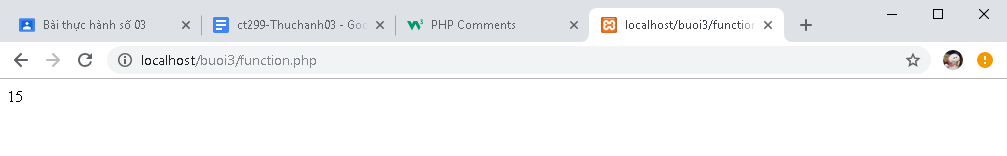 Bài thực hành số 03
ct299-Thuchanh03 - Goo
PHP Comments
localhost/buoi3/function
localhost/buoi3/function.php
15